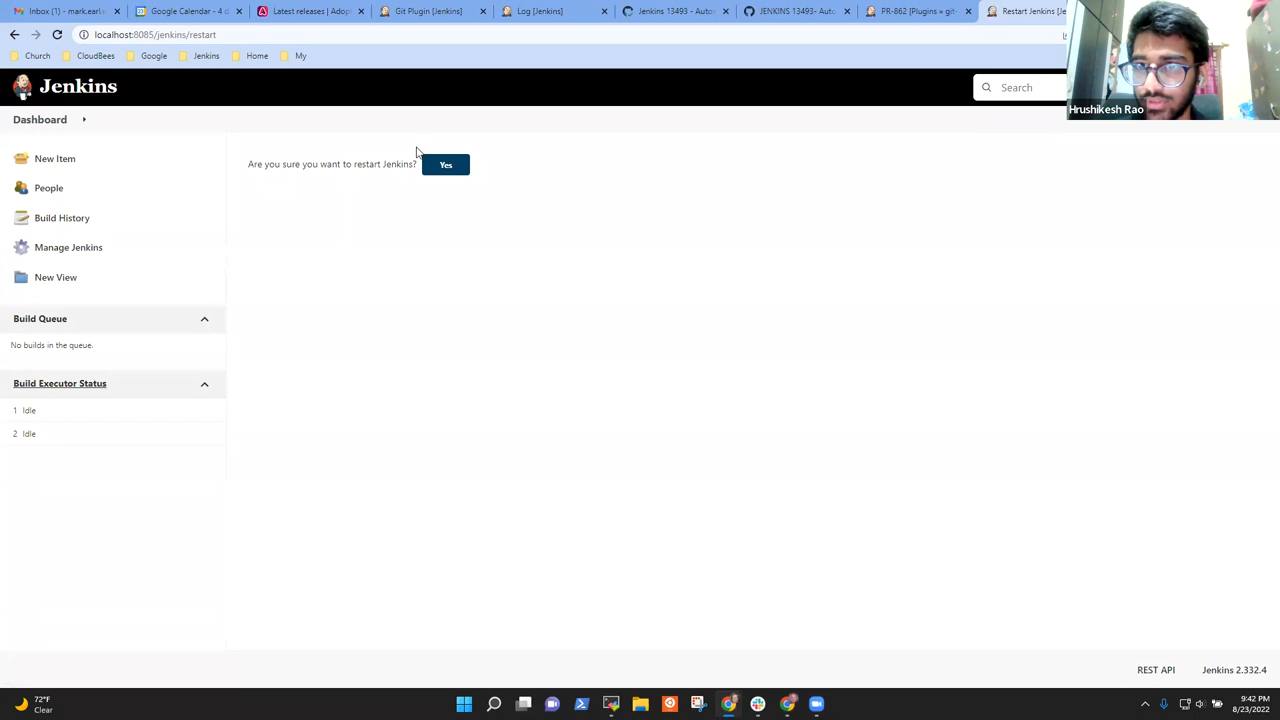 Inbox (1) - mark.earl.w
Google Calendar - 4 d
Latest releases | Adop
Git Plugin [Jenkins]
Log [Jenkins]
Jenkins 13493 - Autow
JENKINS 13493 - Auto
PR-862 [Plugins » git-
Restart Jenkins [Je
localhost:8085/jenkins/restart
Church
CloudBees
Google
Jenkins
Home
My
Jenkins
Search
Hrushikesh Rao
Dashboard
New Item
Are you sure you want to restart Jenkins?
Yes
People
Build History
Manage Jenkins
New View
Build Queue
No builds in the queue.
Build Executor Status
1 Idle
2 Idle
REST API
Jenkins 2.332.4
72°F
Clear
9:42 PM
8/23/2022